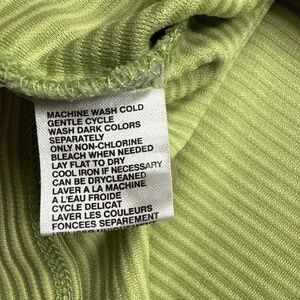 MACHINE WASH COLD
GENTLE CYCLE
WASH DARK COLORS
SEPARATELY
ONLY NON-CHLORINE
BLEACH WHEN NEEDED
LAY FLAT TO DRY
COOL IRON IF NECESSARY
CAN BE DRYCLEANED
LAVER A LA MACHINE
A L'EAU FROIDE
CYCLE DELICAT
LAVER LES COULEURS
FONCEES SEPAREMENT